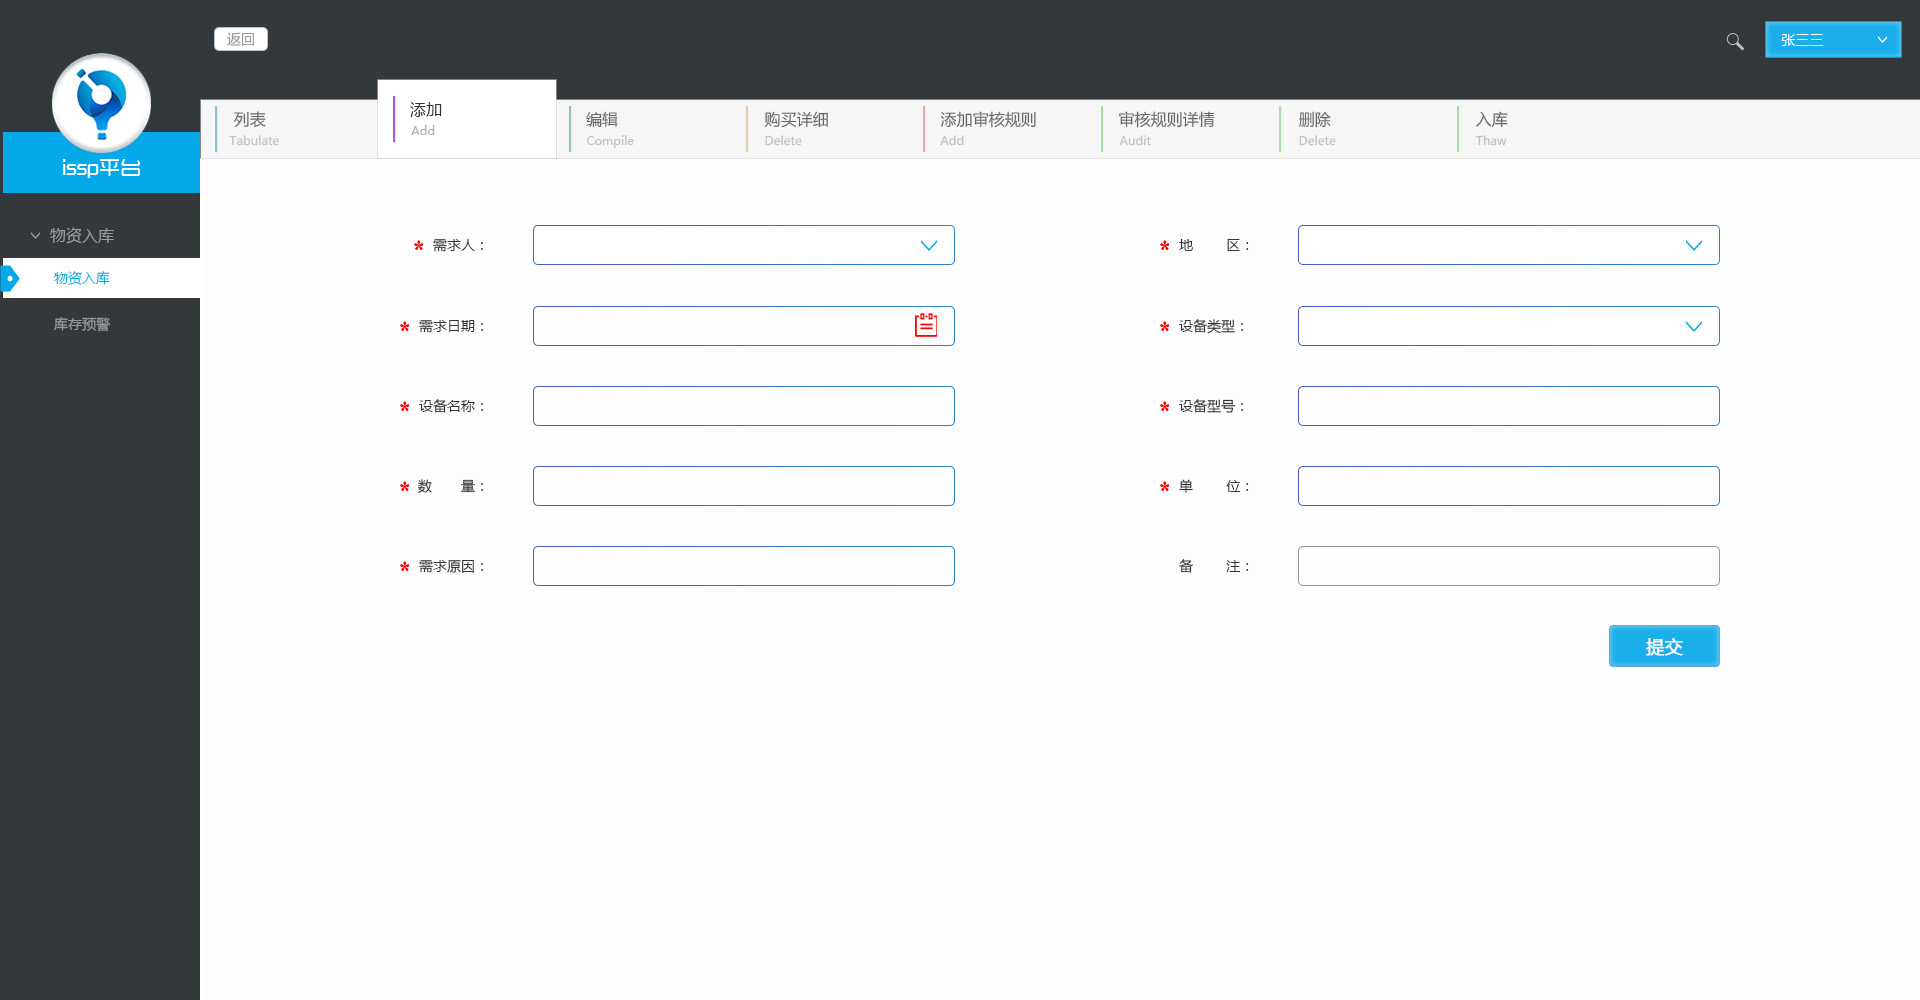 返回
张三三
issp平台
列表
Tabulate
添加
Add
编辑
Compile
购买详细
Delete
添加审核规则
Add
审核规则详情
Audit
删除
Delete
入库
Thaw
物资入库
物资入库
库存预警
* 需求人：
* 地 区：
* 需求日期：
* 设备类型：
* 设备名称：
* 设备型号：
* 数 量：
* 单 位：
* 需求原因：
备 注：
提交